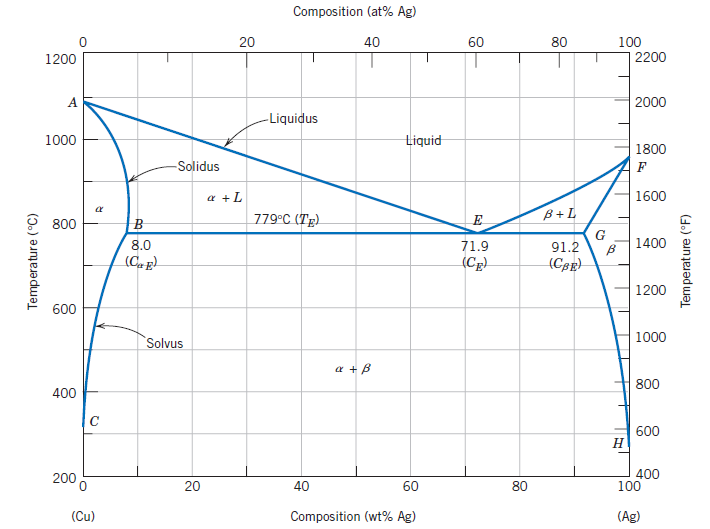 Composition (at% Ag)
0 20 40 60 80 100
1200 2200
A 2000
Liquidus
1000 Liquid 1800
Solidus F
α + L 1600
α
779°C (T_E) E β + L
800 B G
8.0 71.9 91.2 β 1400
(C_αE) (C_E) (C_βE)
Temperature (°C)
Temperature (°F)
1200
600
Solvus 1000
α + β
400 800
C
H 600
200 400
0 20 40 60 80 100
(Cu) Composition (wt% Ag) (Ag)